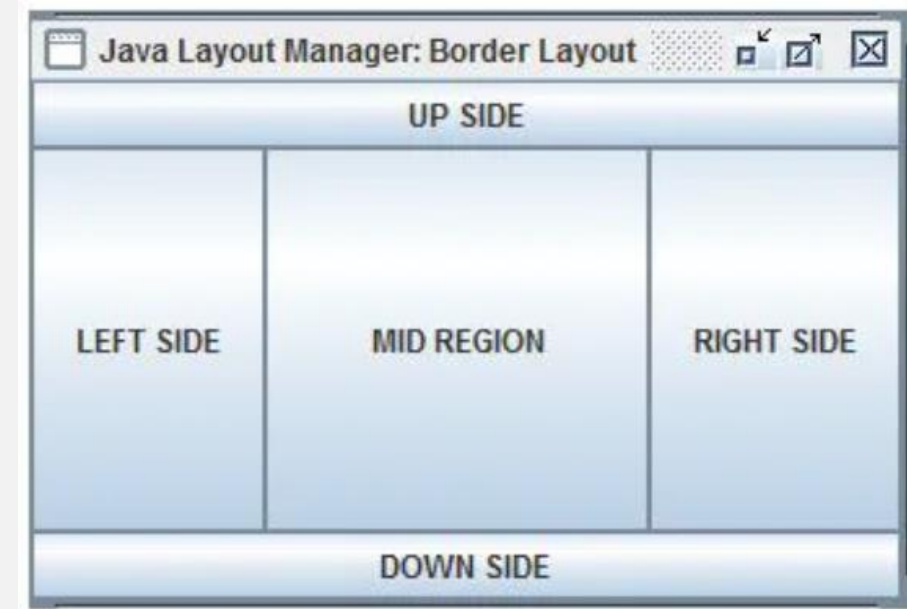 Java Layout Manager: Border Layout
UP SIDE
LEFT SIDE
MID REGION
RIGHT SIDE
DOWN SIDE